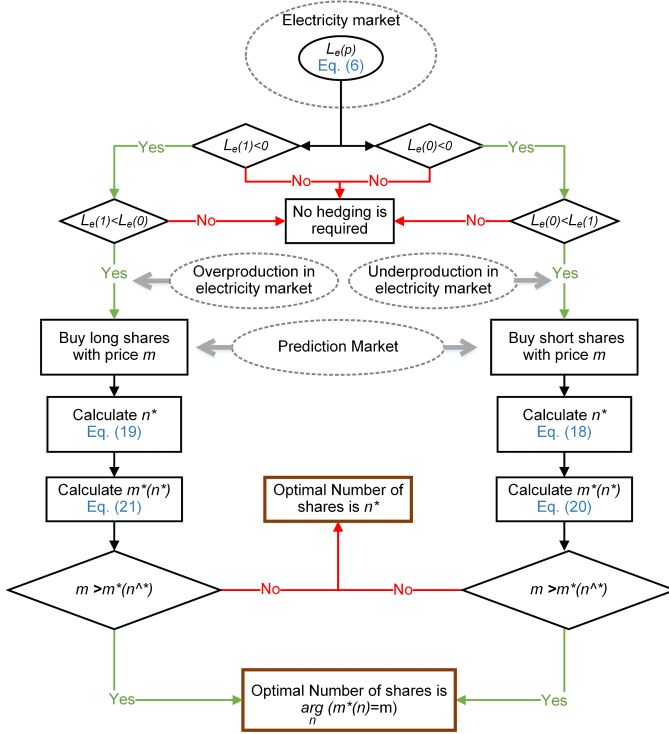 Electricity market
Lₑ(p)
Eq. (6)
Lₑ(1)<0
Lₑ(0)<0
Yes
Yes
No
No
Lₑ(1)<Lₑ(0)
No
No hedging is
required
No
Lₑ(0)<Lₑ(1)
Yes
Overproduction in
electricity market
Underproduction in
electricity market
Yes
Buy long shares
with price m
Prediction Market
Buy short shares
with price m
Calculate n*
Eq. (19)
Calculate n*
Eq. (18)
Calculate m*(n*)
Eq. (21)
Optimal Number of
shares is n*
Calculate m*(n*)
Eq. (20)
m >m*(n^*)
No
No
m >m*(n^*)
Yes
Optimal Number of shares is
arg (m*(n)=m)
n
Yes